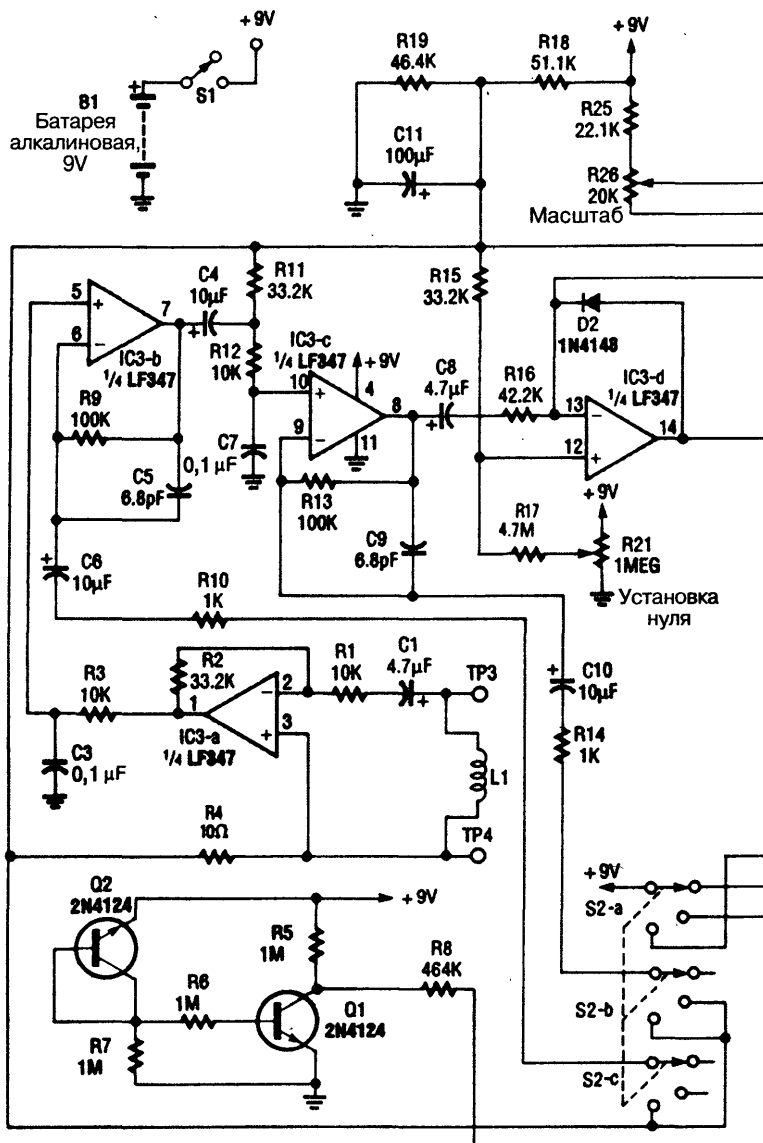 +9V
S1
B1
Батарея
алкалиновая,
9V
+
R19
46.4K
R18
51.1K
+9V
C11
100µF
+
R25
22.1K
R26
20K
Масштаб
5
+
6
−
7
IC3-b
¼ LF347
C4
10µF
+
R11
33.2K
R12
10K
R9
100K
C5
6.8pF
C7
0,1 µF
IC3-c
¼ LF347
+9V
4
10
+
9
−
8
11
R13
100K
C9
6.8pF
C8
4.7µF
+
R15
33.2K
R16
42.2K
D2
1N4148
IC3-d
¼ LF347
13
−
12
+
14
+9V
R17
4.7M
R21
1MEG
Установка
нуля
+
C6
10µF
R10
1K
R3
10K
C3
0,1 µF
R2
33.2K
1
−
2
+
3
IC3-a
¼ LF347
R1
10K
C1
4.7µF
+
TP3
L1
TP4
R4
10Ω
+
C10
10µF
R14
1K
Q2
2N4124
+9V
R5
1M
R6
1M
R7
1M
Q1
2N4124
R8
464K
+9V
S2-a
S2-b
S2-c